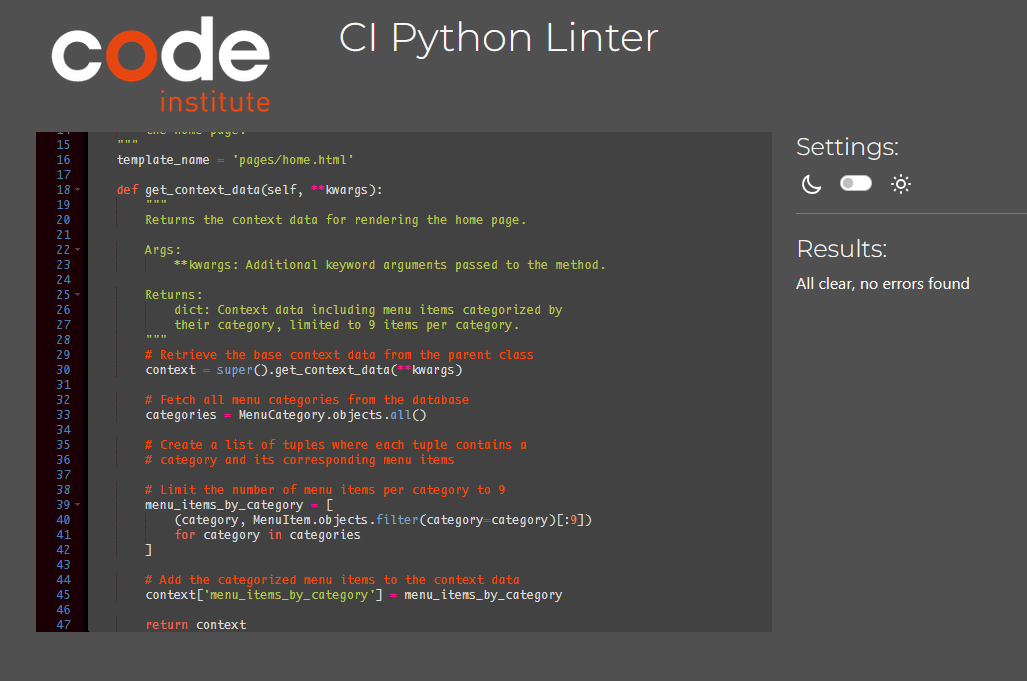 code
institute
CI Python Linter
14 the home page.
15 """
16 template_name = 'pages/home.html'
17
18 def get_context_data(self, **kwargs):
19 """
20 Returns the context data for rendering the home page.
21
22 Args:
23 **kwargs: Additional keyword arguments passed to the method.
24
25 Returns:
26 dict: Context data including menu items categorized by
27 their category, limited to 9 items per category.
28 """
29 # Retrieve the base context data from the parent class
30 context = super().get_context_data(**kwargs)
31
32 # Fetch all menu categories from the database
33 categories = MenuCategory.objects.all()
34
35 # Create a list of tuples where each tuple contains a
36 # category and its corresponding menu items
37
38 # Limit the number of menu items per category to 9
39 menu_items_by_category = [
40 (category, MenuItem.objects.filter(category=category)[:9])
41 for category in categories
42 ]
43
44 # Add the categorized menu items to the context data
45 context['menu_items_by_category'] = menu_items_by_category
46
47 return context
Settings:
Results:
All clear, no errors found